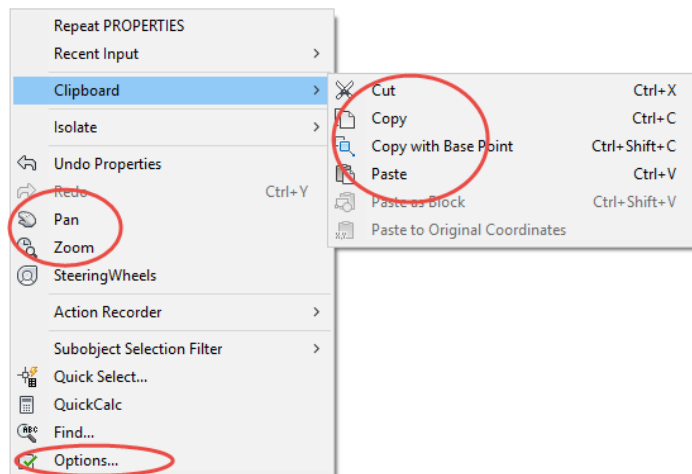 Repeat PROPERTIES
Recent Input
Clipboard
Isolate
Undo Properties
Redo Ctrl+Y
Pan
Zoom
SteeringWheels
Action Recorder
Subobject Selection Filter
Quick Select...
QuickCalc
ABC Find...
Options...
Cut Ctrl+X
Copy Ctrl+C
Copy with Base Point Ctrl+Shift+C
Paste Ctrl+V
Paste as Block Ctrl+Shift+V
X,Y,.. Paste to Original Coordinates